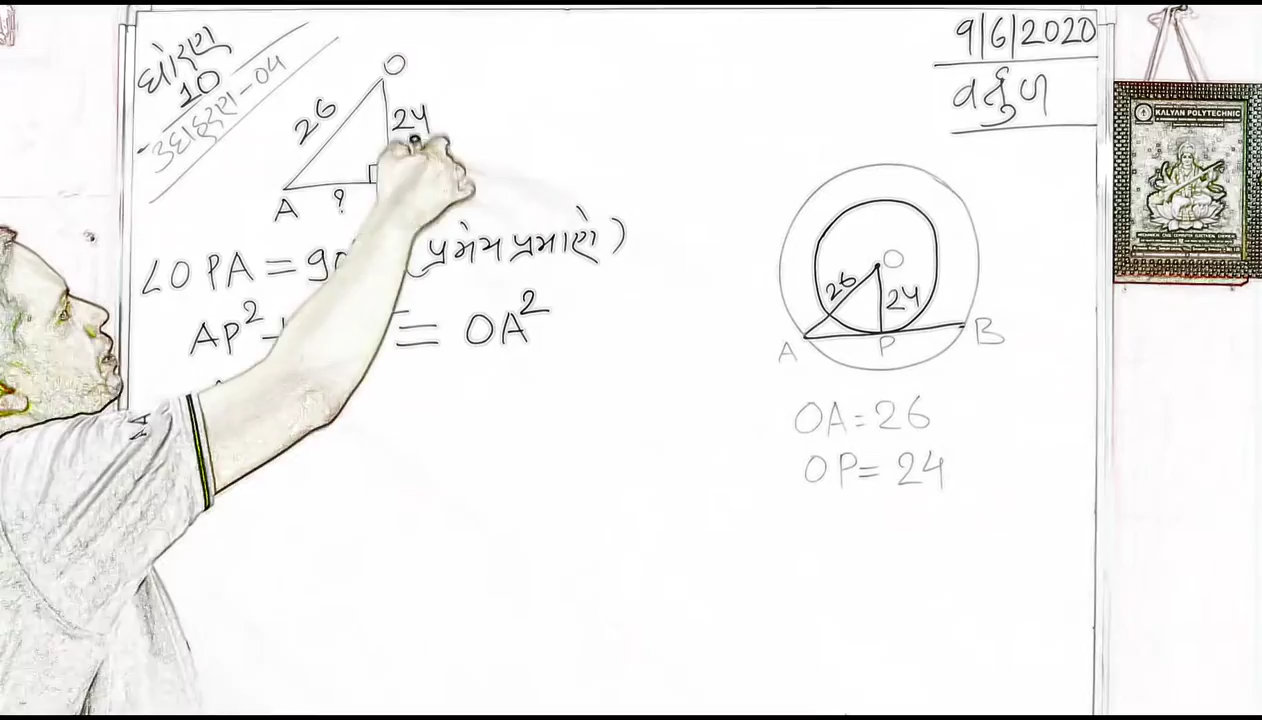 ધોરણ
10
ઉદાહરણ-04
9/6/2020
વર્તુળ
O
26
24
A
?
∠OPA = 90 (પ્રમેય પ્રમાણે)
AP² + = OA²
O
26
24
A
P
B
OA = 26
OP = 24
KALYAN POLYTECHNIC